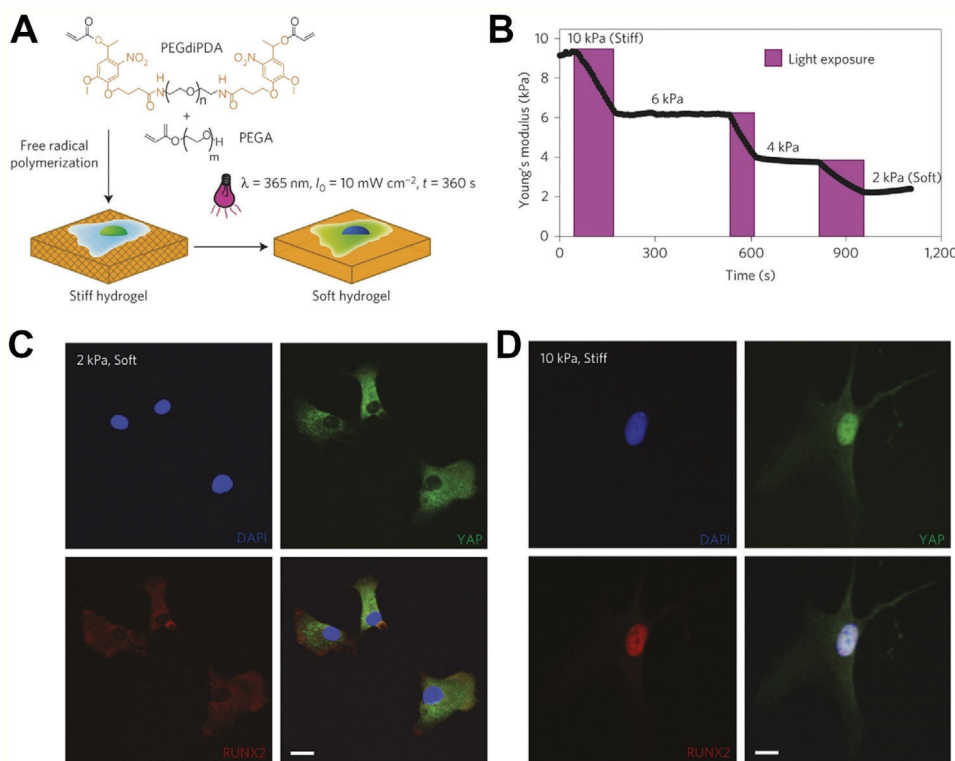 A
PEGdiPDA
O
O
O
O
NO₂
NO₂
O
O
O
O
H
N
O
n
N
H
O
O
+
O
O
O
H
m
PEGA
Free radical
polymerization
λ = 365 nm, I₀ = 10 mW cm⁻², t = 360 s
Stiff hydrogel
Soft hydrogel
B
Young's modulus (kPa)
10
8
6
4
2
0
10 kPa (Stiff)
6 kPa
4 kPa
2 kPa (Soft)
Light exposure
0
300
600
900
1,200
Time (s)
C
2 kPa, Soft
DAPI
YAP
RUNX2
D
10 kPa, Stiff
DAPI
YAP
RUNX2